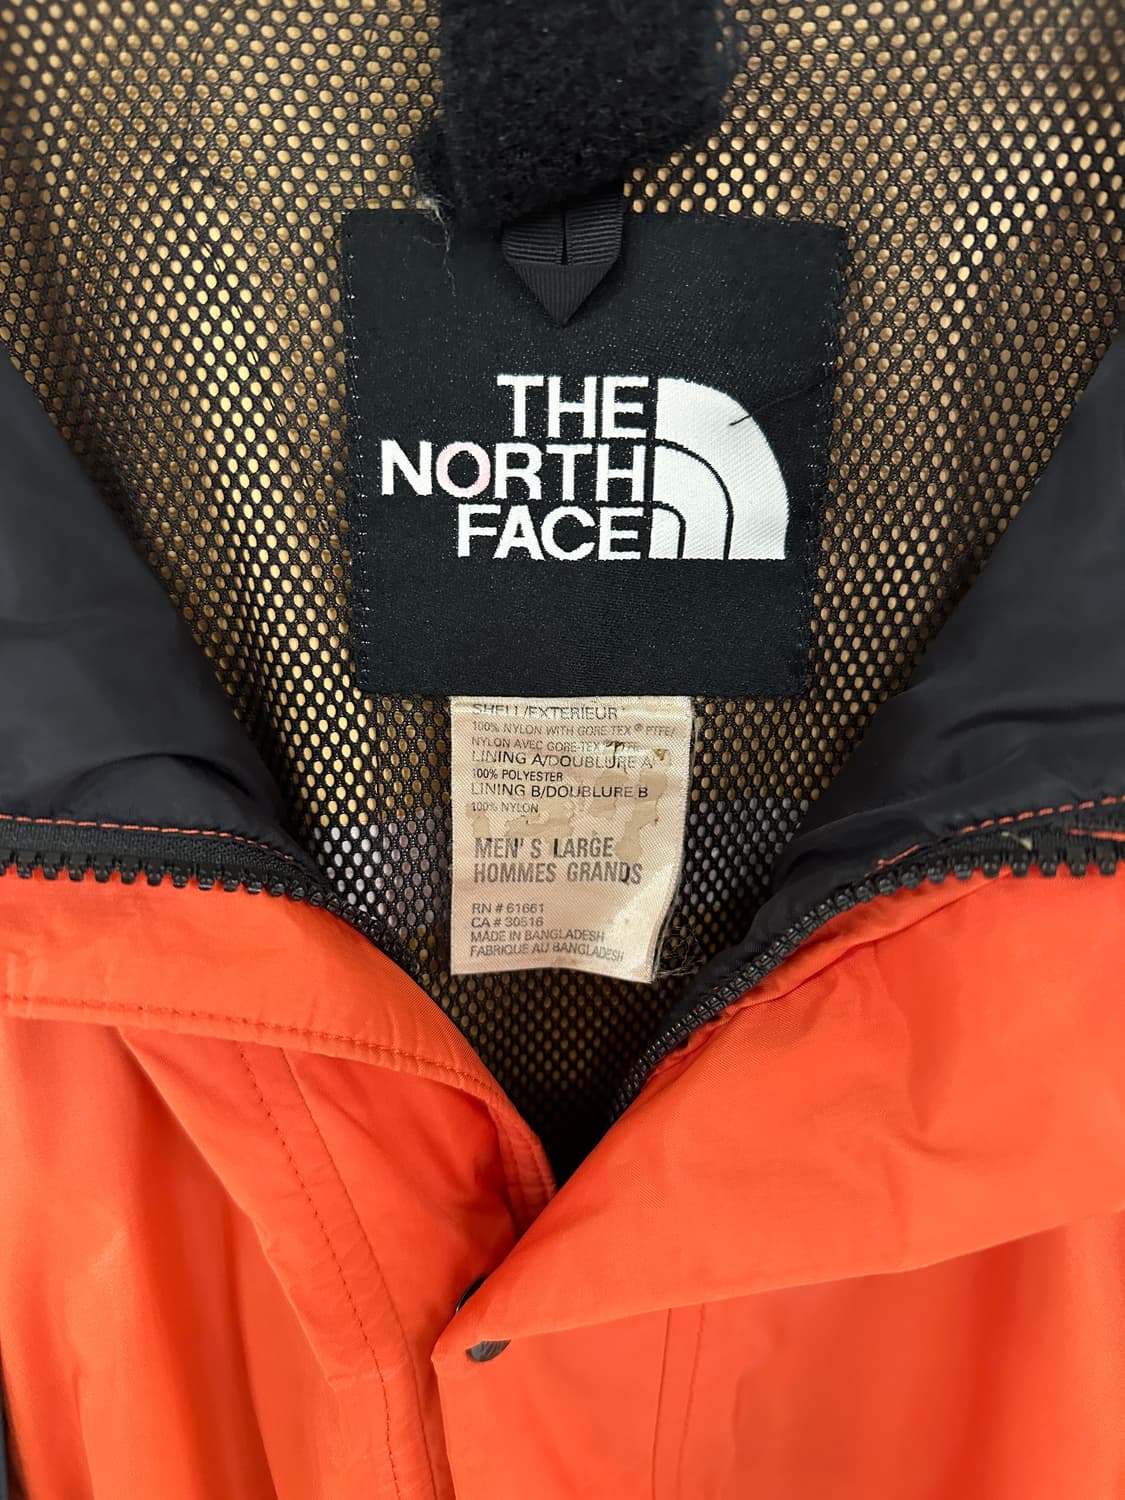 THE
NORTH
FACE
SHELL/EXTERIEUR
100% NYLON WITH GORE-TEX® PTFE/
NYLON AVEC GORE-TEX® PTFE
LINING A/DOUBLURE A
100% POLYESTER
LINING B/DOUBLURE B
100% NYLON
MEN'S LARGE
HOMMES GRANDS
RN # 61661
CA # 30516
MADE IN BANGLADESH
FABRIQUE AU BANGLADESH